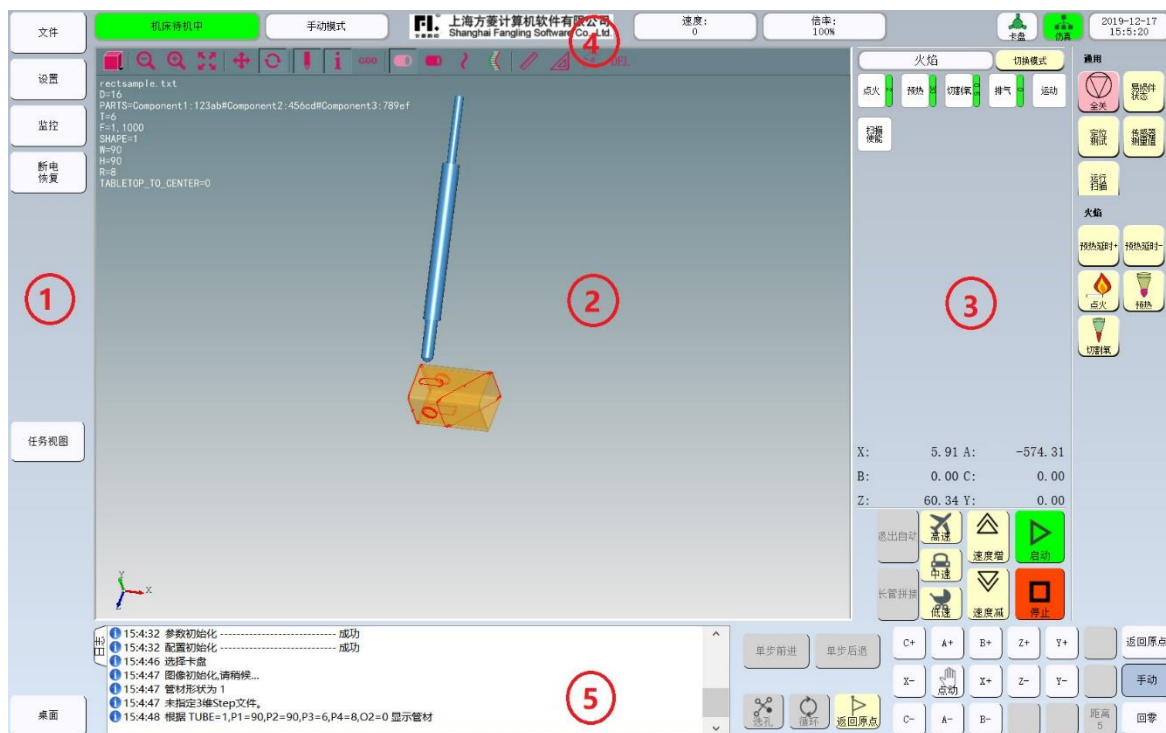 文件
设置
监控
断电
恢复
①
任务视图
桌面
机床待机中
手动模式
上海方菱计算机软件有限公司
Shanghai Fangling Software Co., Ltd.
④
速度:
0
倍率:
100%
卡盘
仿真
2019-12-17
15:5:20
GOO
DEL
rectsample.txt
D=16
PARTS=Component1:123ab#Component2:456cd#Component3:789ef
T=6
F=1,1000
SHAPE=1
W=90
H=90
R=8
TABLETOP_TO_CENTER=0
②
Y
X
Z
火焰
切换模式
点火
预热
切割氧
排气
运动
扫描
使能
③
X: 5.91 A: -574.31
B: 0.00 C: 0.00
Z: 60.34 Y: 0.00
退出自动
高速
速度增
启动
中速
长管拼接
低速
速度减
停止
通用
全关
易损件
状态
定位
测试
传感器
测量值
运行
扫描
火焰
预热延时+
预热延时-
点火
预热
切割氧
日志
15:4:32 参数初始化 ---------------------------- 成功
15:4:32 配置初始化 ---------------------------- 成功
15:4:46 选择卡盘
15:4:47 图像初始化,请稍候...
15:4:47 管材形状为 1
15:4:47 未指定3维Step文件。
15:4:48 根据 TUBE=1,P1=90,P2=90,P3=6,P4=8,O2=0 显示管材
⑤
单步前进
单步后退
选孔
循环
返回原点
C+
A+
B+
Z+
Y+
返回原点
X-
点动
X+
Z-
Y-
手动
C-
A-
B-
距离
5
回零